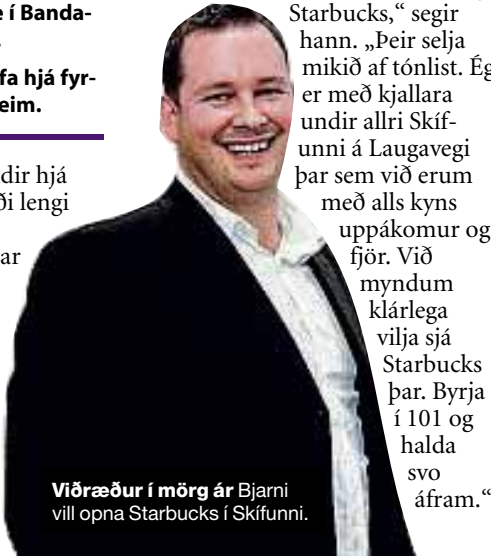 e í Banda-
fa hjá fyr-
eim.
dir hjá
ði lengi
ar
Starbucks,“ segir
hann. „Þeir selja
mikið af tónlist. Ég
er með kjallara
undir allri Skíf-
unni á Laugavegi
þar sem við erum
með alls kyns
uppákomur og
fjör. Við
myndum
klárlega
vilja sjá
Starbucks
þar. Byrja
í 101 og
halda
svo
áfram.“
Viðræður í mörg ár Bjarni
vill opna Starbucks í Skífunni.